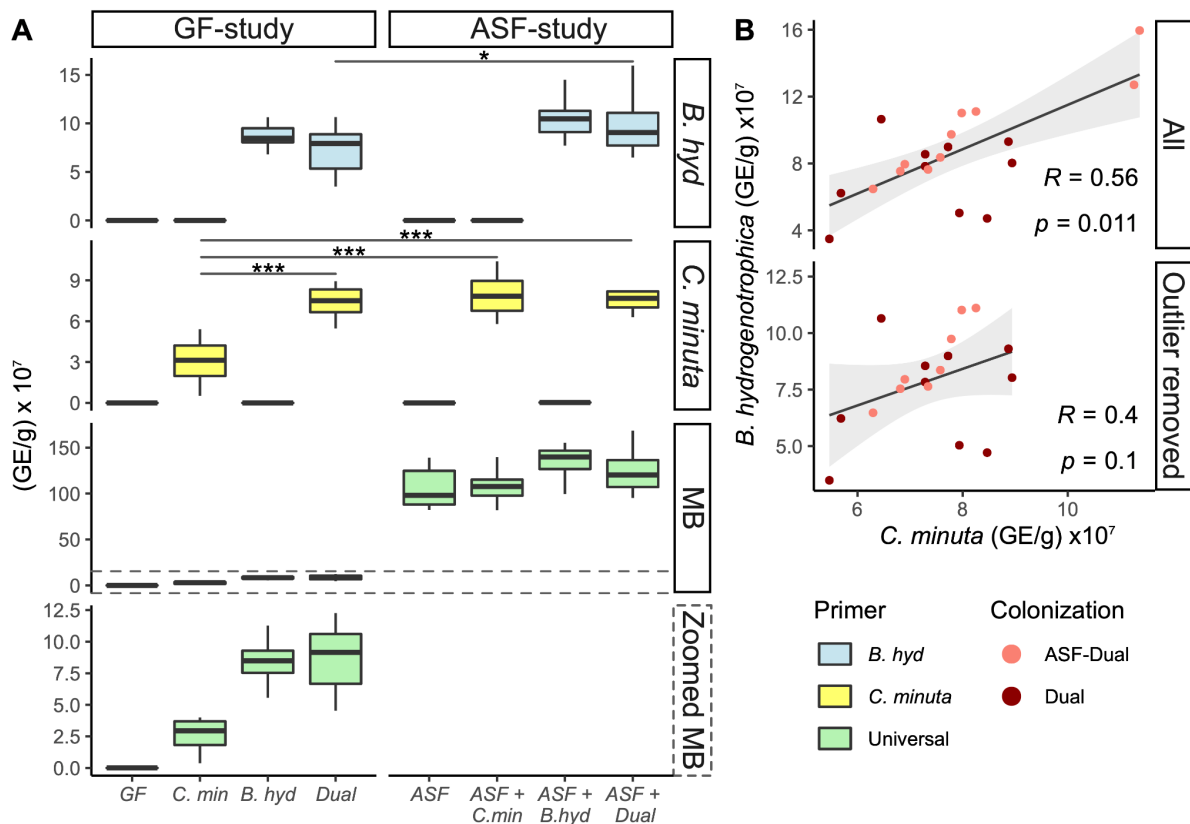 A
GF-study
ASF-study
B. hyd
15
10
5
0
*
C. minuta
9
6
3
0
***
***
***
MB
150
100
50
0
Zoomed MB
12.5
10.0
7.5
5.0
2.5
0.0
(GE/g) x 10⁷
GF
C. min
B. hyd
Dual
ASF
ASF +
C.min
ASF +
B.hyd
ASF +
Dual
B
B. hydrogenotrophica (GE/g) x10⁷
16
12
8
4
All
R = 0.56
p = 0.011
12.5
10.0
7.5
5.0
Outlier removed
R = 0.4
p = 0.1
6
8
10
C. minuta (GE/g) x10⁷
Primer
B. hyd
C. minuta
Universal
Colonization
ASF-Dual
Dual